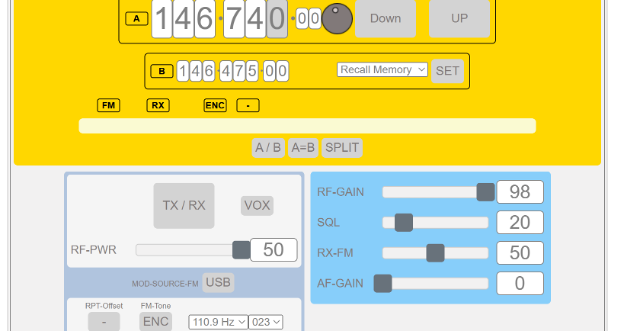 A 146·740·00 Down UP
B 146·475·00 Recall Memory SET
FM RX ENC -
A / B A=B SPLIT
TX / RX VOX
RF-PWR 50
MOD-SOURCE-FM USB
RPT-Offset FM-Tone
- ENC 110.9 Hz 023
RF-GAIN 98
SQL 20
RX-FM 50
AF-GAIN 0